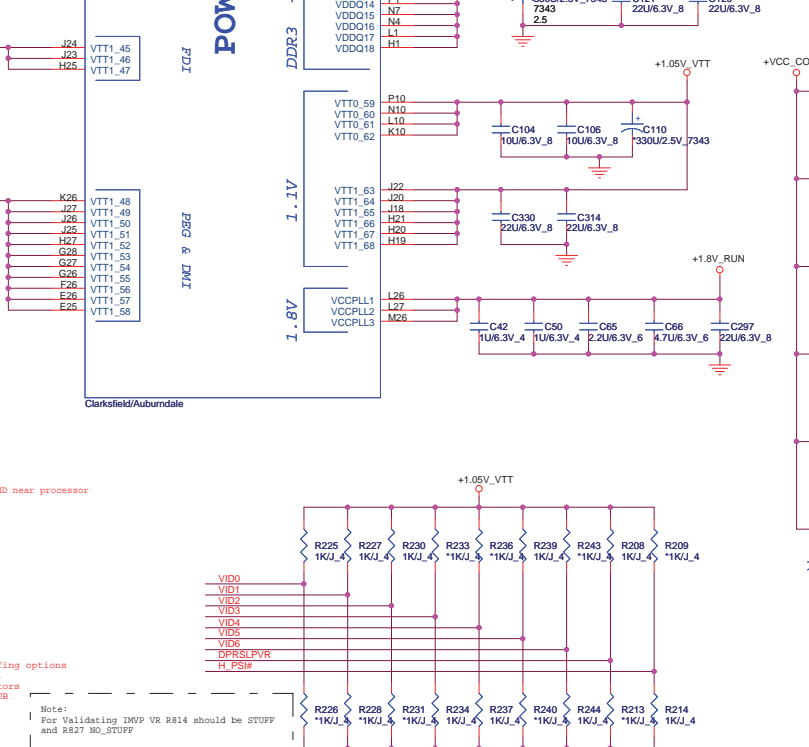 VDDQ14
VDDQ15
VDDQ16
VDDQ17
VDDQ18
N7
N4
L1
H1
7343
2.5
22U/6.3V_8
22U/6.3V_8
POW
DDR3
J24
J23
H25
VTT1_45
VTT1_46
VTT1_47
FDI
+1.05V_VTT
+VCC_CO
VTT0_59
VTT0_60
VTT0_61
VTT0_62
P10
N10
L10
K10
C104
10U/6.3V_8
C106
10U/6.3V_8
+
C110
*330U/2.5V_7343
1.1V
VTT1_63
VTT1_64
VTT1_65
VTT1_66
VTT1_67
VTT1_68
J22
J20
J18
H21
H20
H19
C330
22U/6.3V_8
C314
22U/6.3V_8
K26
J27
J26
J25
H27
G28
G27
G26
F26
E26
E25
VTT1_48
VTT1_49
VTT1_50
VTT1_51
VTT1_52
VTT1_53
VTT1_54
VTT1_55
VTT1_56
VTT1_57
VTT1_58
PEG & DMI
+1.8V_RUN
1.8V
VCCPLL1
VCCPLL2
VCCPLL3
L26
L27
M26
C42
1U/6.3V_4
C50
1U/6.3V_4
C65
2.2U/6.3V_6
C66
4.7U/6.3V_6
C297
22U/6.3V_8
Clarksfield/Auburndale
ND near processor
+1.05V_VTT
R225
1K/J_4
R227
1K/J_4
R230
1K/J_4
R233
*1K/J_4
R236
*1K/J_4
R239
1K/J_4
R243
*1K/J_4
R208
1K/J_4
R209
*1K/J_4
VID0
VID1
VID2
VID3
VID4
VID5
VID6
DPRSLPVR
H_PSI#
fing options
tors
UB
R226
*1K/J_4
R228
*1K/J_4
R231
*1K/J_4
R234
1K/J_4
R237
1K/J_4
R240
*1K/J_4
R244
1K/J_4
R213
*1K/J_4
R214
1K/J_4
Note:
For Validating IMVP VR R814 should be STUFF
and R827 NO_STUFF